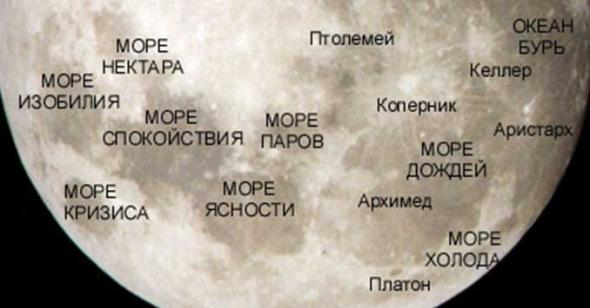 ОКЕАН
БУРЬ
Птолемей
МОРЕ
НЕКТАРА
Келлер
МОРЕ
ИЗОБИЛИЯ
Коперник
МОРЕ
СПОКОЙСТВИЯ
МОРЕ
ПАРОВ
Аристарх
МОРЕ
ДОЖДЕЙ
МОРЕ
КРИЗИСА
МОРЕ
ЯСНОСТИ
Архимед
МОРЕ
ХОЛОДА
Платон